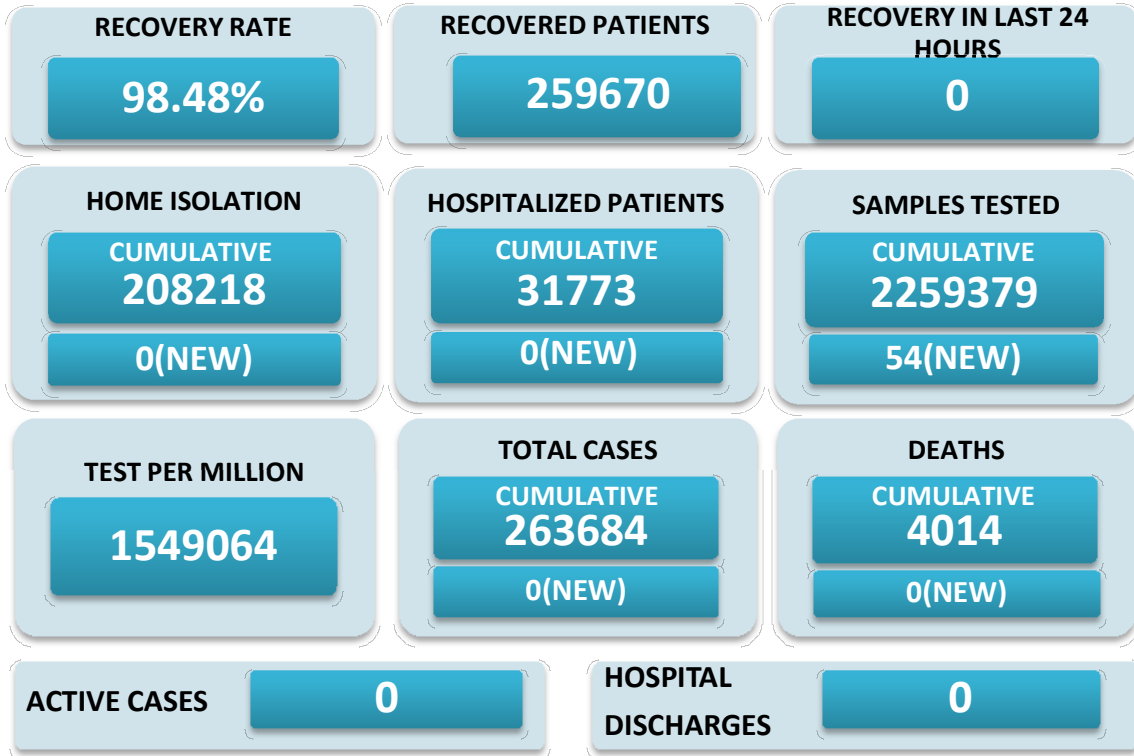 RECOVERY RATE
98.48%
RECOVERED PATIENTS
259670
RECOVERY IN LAST 24
HOURS
0
HOME ISOLATION
CUMULATIVE
208218
0(NEW)
HOSPITALIZED PATIENTS
CUMULATIVE
31773
0(NEW)
SAMPLES TESTED
CUMULATIVE
2259379
54(NEW)
TEST PER MILLION
1549064
TOTAL CASES
CUMULATIVE
263684
0(NEW)
DEATHS
CUMULATIVE
4014
0(NEW)
ACTIVE CASES
0
HOSPITAL
DISCHARGES
0